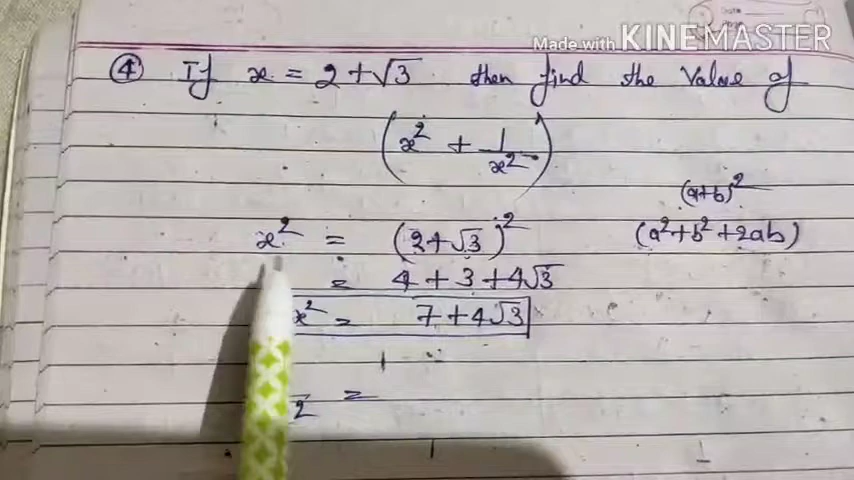 Made with KINEMASTER
④ If x = 2 + √3 then find the value of
(x² + 1/x²)
(a+b)²
x² = (2+√3)² (a²+b²+2ab)
= 4 + 3 + 4√3
x² = 7 + 4√3
2 =